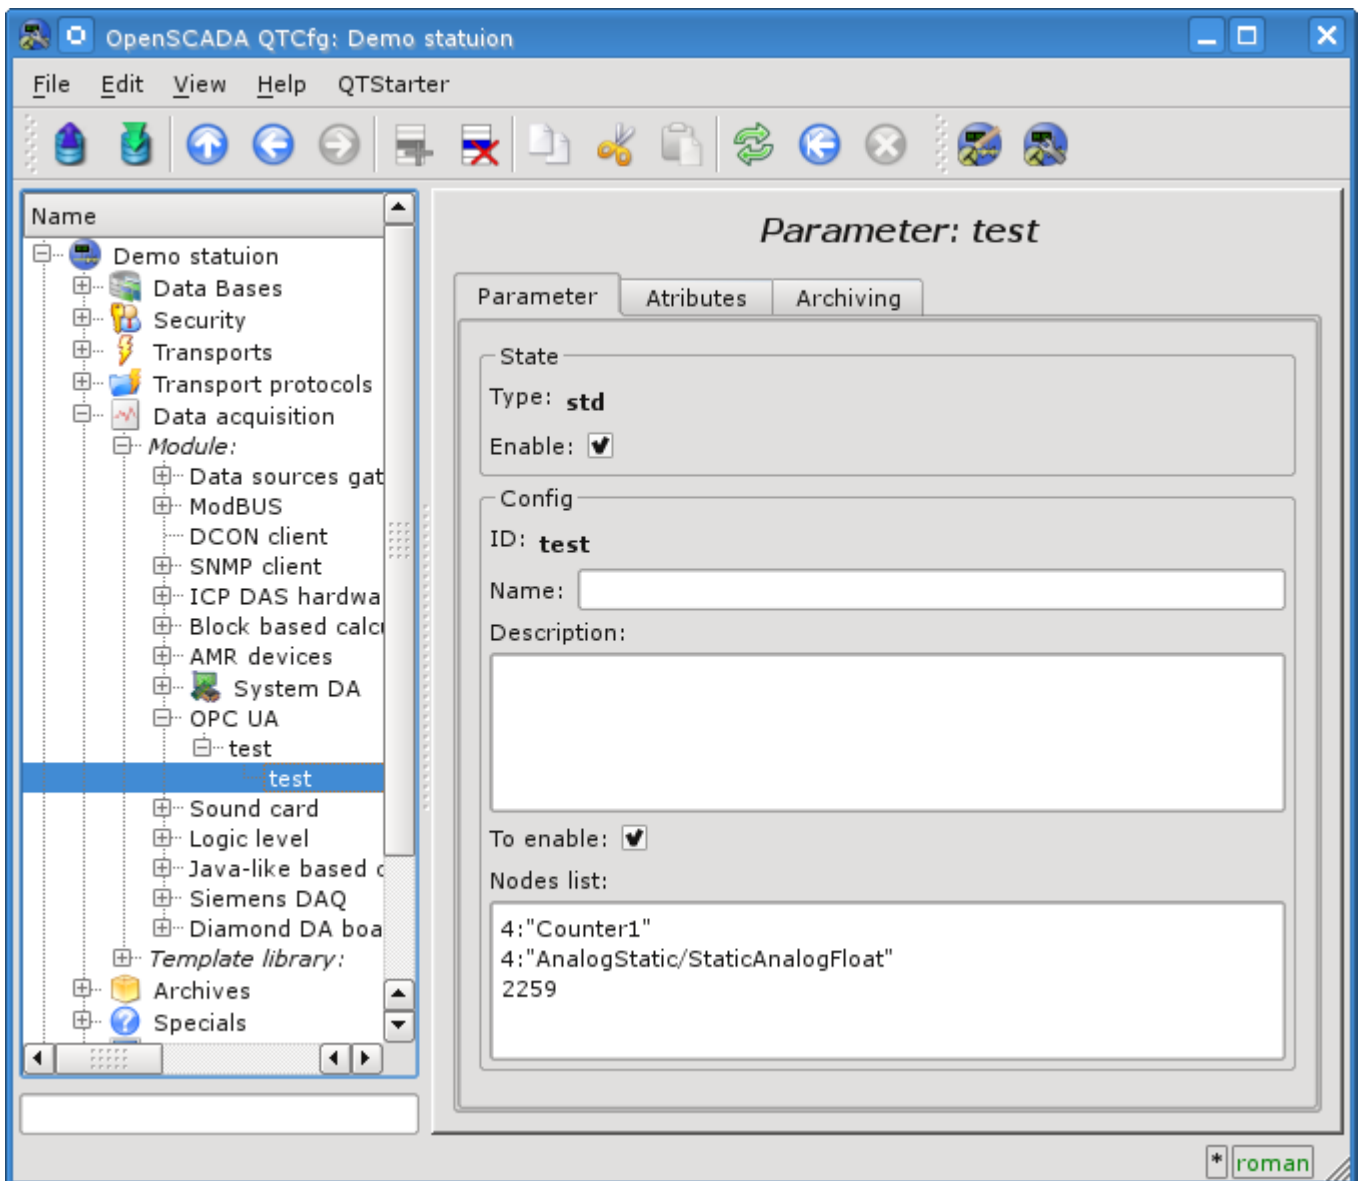 OpenSCADA QTCfg: Demo statuion
File Edit View Help QTStarter
Name
Demo statuion
Data Bases
Security
Transports
Transport protocols
Data acquisition
Module:
Data sources gat
ModBUS
DCON client
SNMP client
ICP DAS hardwa
Block based calcu
AMR devices
System DA
OPC UA
test
test
Sound card
Logic level
Java-like based c
Siemens DAQ
Diamond DA boa
Template library:
Archives
Specials
Parameter: test
Parameter Atributes Archiving
State
Type: std
Enable:
Config
ID: test
Name:
Description:
To enable:
Nodes list:
4:"Counter1"
4:"AnalogStatic/StaticAnalogFloat"
2259
* roman